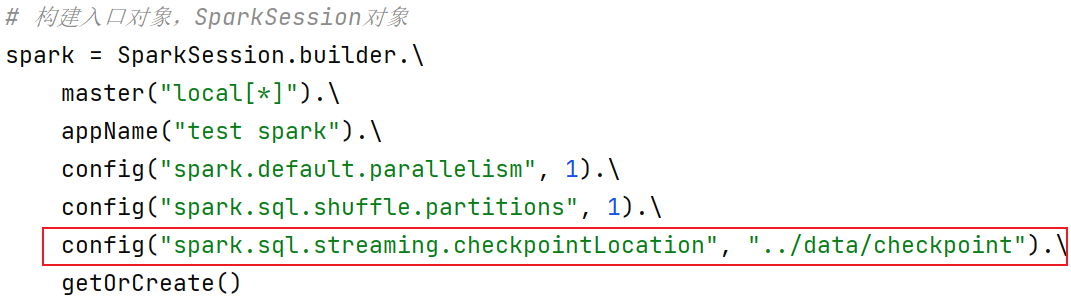 # 构建入口对象，SparkSession对象
spark = SparkSession.builder.\
    master("local[*]").\
    appName("test spark").\
    config("spark.default.parallelism", 1).\
    config("spark.sql.shuffle.partitions", 1).\
    config("spark.sql.streaming.checkpointLocation", "../data/checkpoint").\
    getOrCreate()